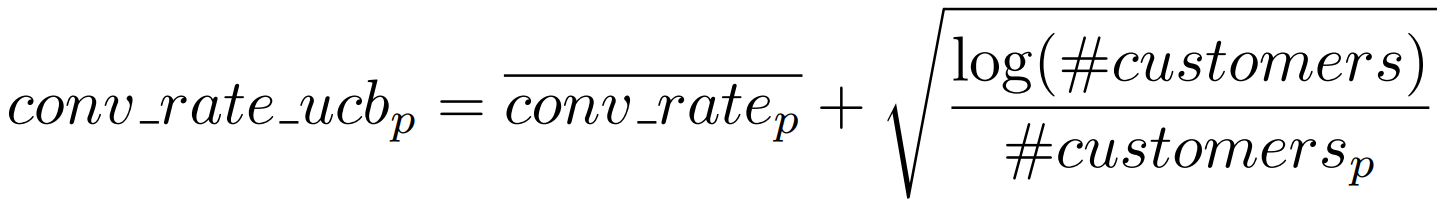 conv_rate_ucb_p = \overline{conv_rate_p} + \sqrt{\frac{log(#customers)}{#customers_p}}